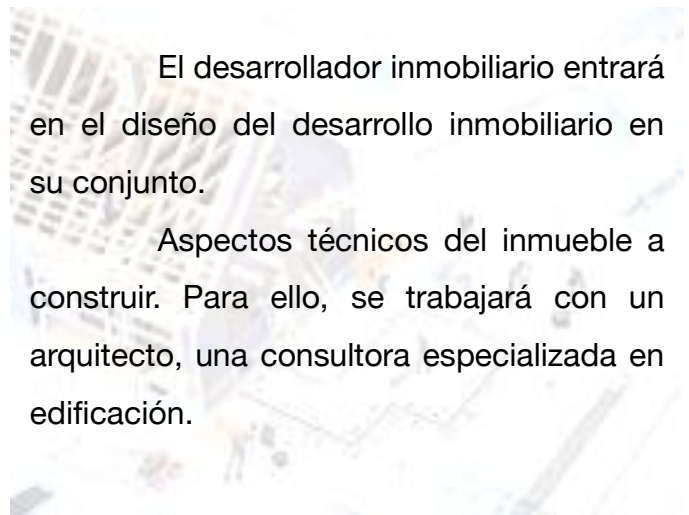 El desarrollador inmobiliario entrará
en el diseño del desarrollo inmobiliario en
su conjunto.
Aspectos técnicos del inmueble a
construir. Para ello, se trabajará con un
arquitecto, una consultora especializada en
edificación.